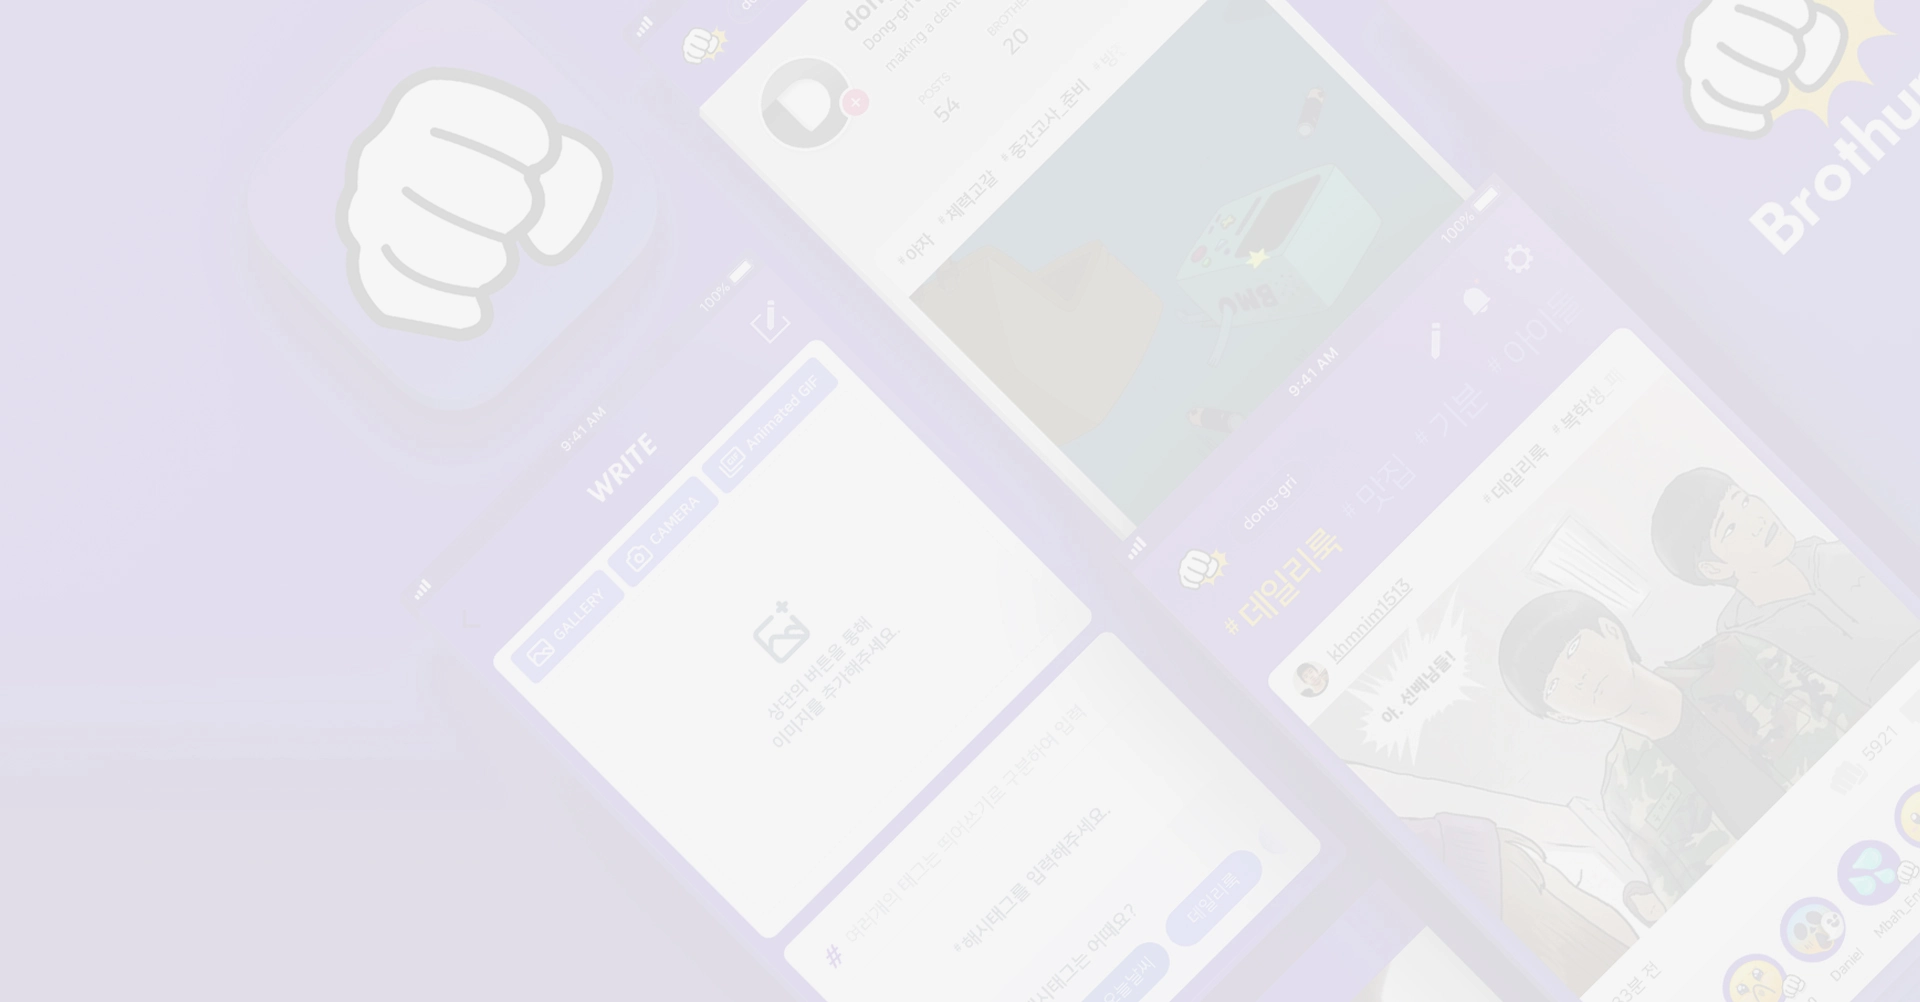 Dong-gri
making a
POSTS
54
20
#야자 #체력고갈 #중간고사_준비
BMO
Brothu
100%
9:41 AM
WRITE
GALLERY
CAMERA
Animated GIF
상단의 버튼을 통해
이미지를 추가해주세요.
# 여러개의 태그는 띄어쓰기로 구분하여 입력
#해시태그를 입력해주세요.
해시태그는 어때요?
오늘날씨
데일리룩
100%
9:41 AM
dong-gri
#데일리룩 #맛집 #기분 #아이돌
khmnim1513
#데일리룩 #복학생
아, 선배님들!
5921
Daniel